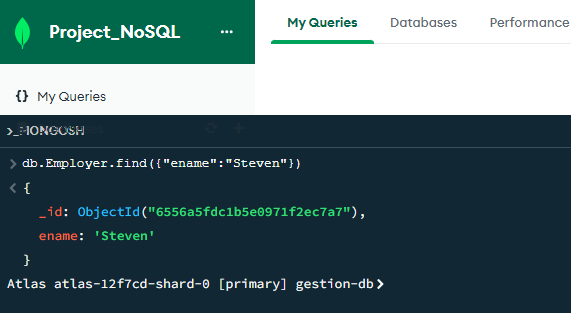 Project_NoSQL ...
My Queries Databases Performance
{} My Queries
>_MONGOSH
> db.Employer.find({"ename":"Steven"})
< {
_id: ObjectId("6556a5fdc1b5e0971f2ec7a7"),
ename: 'Steven'
}
Atlas atlas-12f7cd-shard-0 [primary] gestion-db>